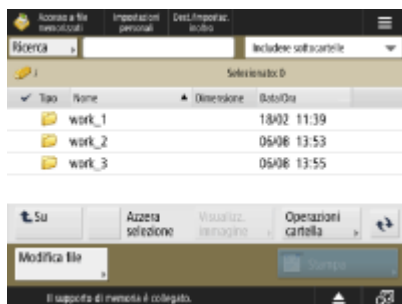 Accesso a file memorizzati
Impostazioni personali
Dest./Impostaz. inoltro
Ricerca
Includere sottocartelle
/
Selezionato: 0
Tipo Nome Dimensione Data/Ora
work_1 18/02 11:39
work_2 06/08 13:53
work_3 06/08 13:55
Su
Azzera selezione
Visualizz. immagine
Operazioni cartella
Modifica file
Stampa
Il supporto di memoria è collegato.